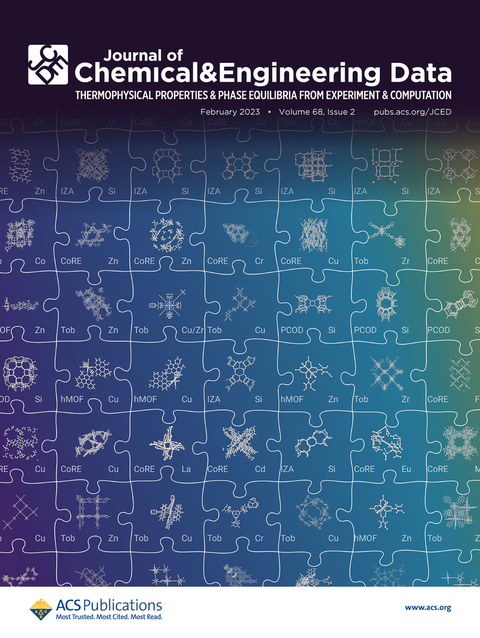 JCED
Journal of
Chemical&Engineering Data
THERMOPHYSICAL PROPERTIES & PHASE EQUILIBRIA FROM EXPERIMENT & COMPUTATION
February 2023 • Volume 68, Issue 2 pubs.acs.org/JCED
RE Zn IZA Si CoRE Zn IZA Si IZA Si IZA Si IZA
Co CoRE Zn CoRE Zn CoRE Cr CoRE Cu Tob Zr CoRE
OF Zn Tob Zn Tob Cu/Zr Tob Cu PCOD Si PCOD Si PCOD
OD Si hMOF Cu hMOF Cu IZA Si hMOF Zn Tob Zr CoRE
RE Cu CoRE Cu CoRE La CoRE Cd IZA Si CoRE Eu CoRE
Cu Tob Zn Tob Cu Tob Cr Tob Cu hMOF Zn Tob
ACS Publications
Most Trusted. Most Cited. Most Read.
www.acs.org